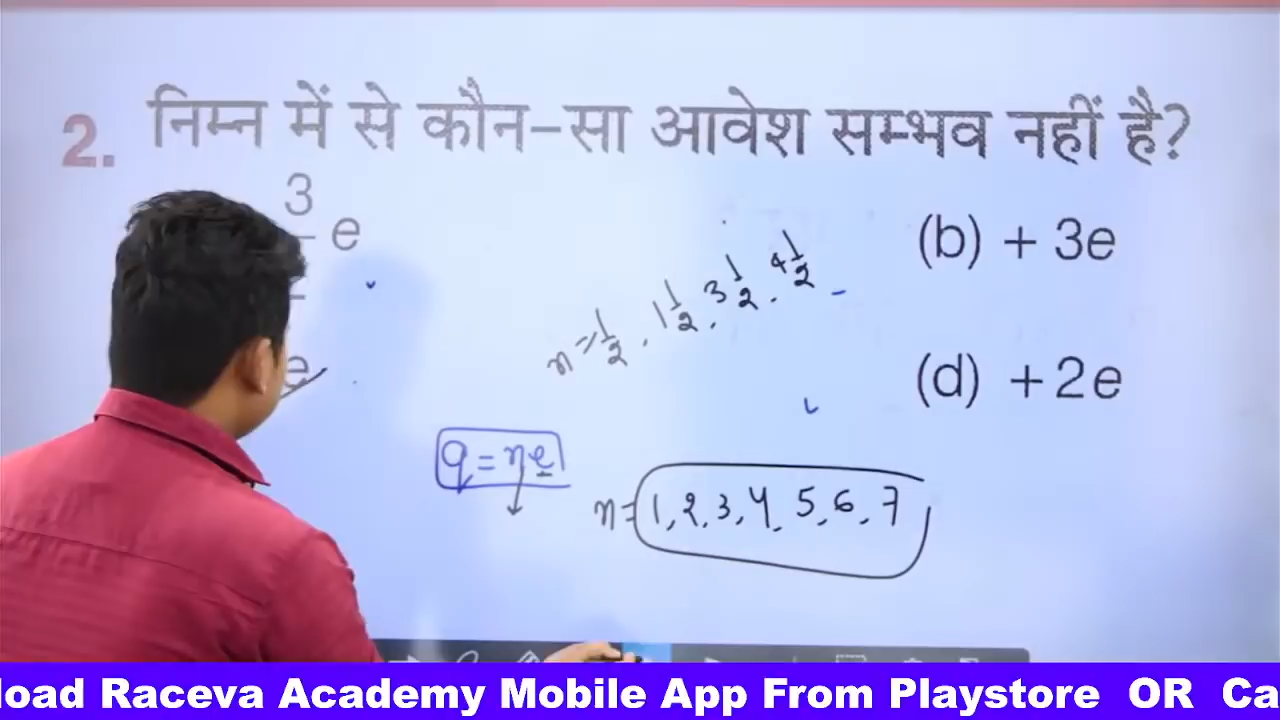 2. निम्न में से कौन-सा आवेश सम्भव नहीं है?
3
e
(b) + 3e
n = 1/2, 1 1/2, 3 1/2, 4 1/2
e
(d) + 2e
q = ne
n = 1, 2, 3, 4, 5, 6, 7
load Raceva Academy Mobile App From Playstore OR Ca